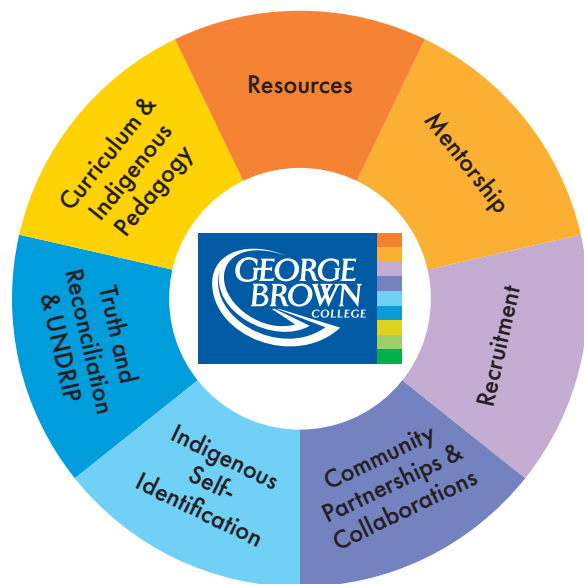 Resources
Mentorship
Recruitment
Community
Partnerships &
Collaborations
Indigenous
Self-
Identification
Truth and
Reconciliation
& UNDRIP
Curriculum &
Indigenous
Pedagogy
GEORGE
BROWN
COLLEGE